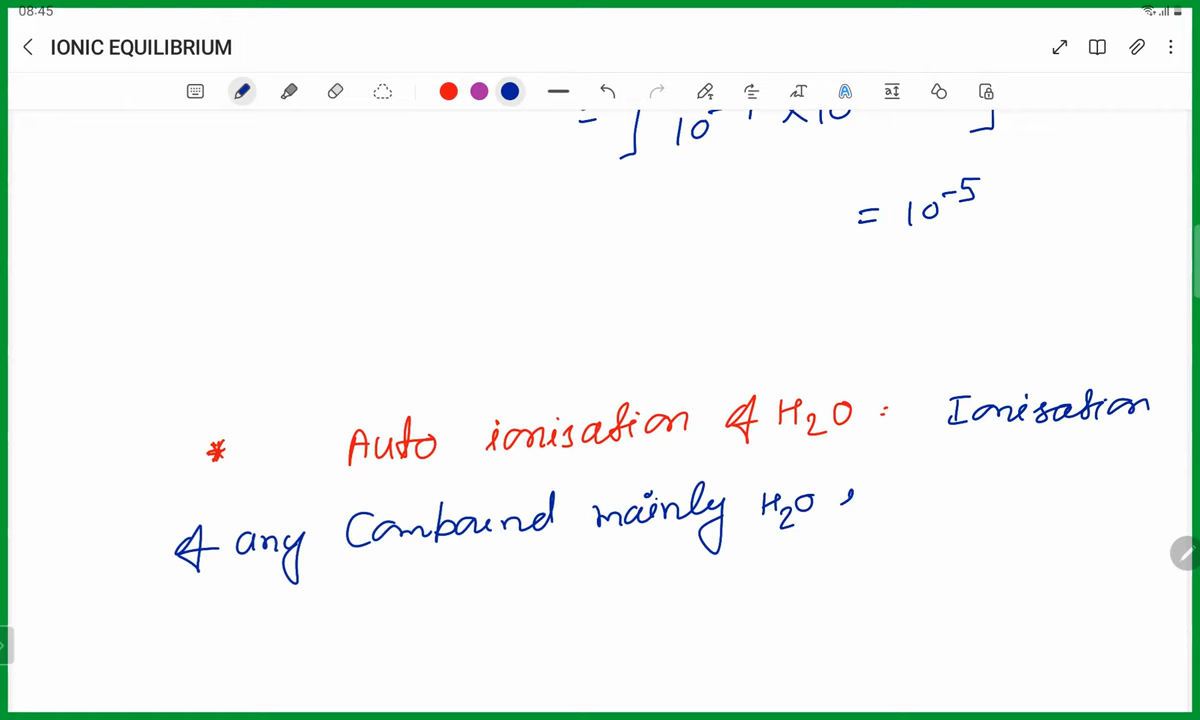 08:45
IONIC EQUILIBRIUM
= 10⁻⁵
* Auto ionisation of H₂O : Ionisation
of any Compound mainly H₂O ,